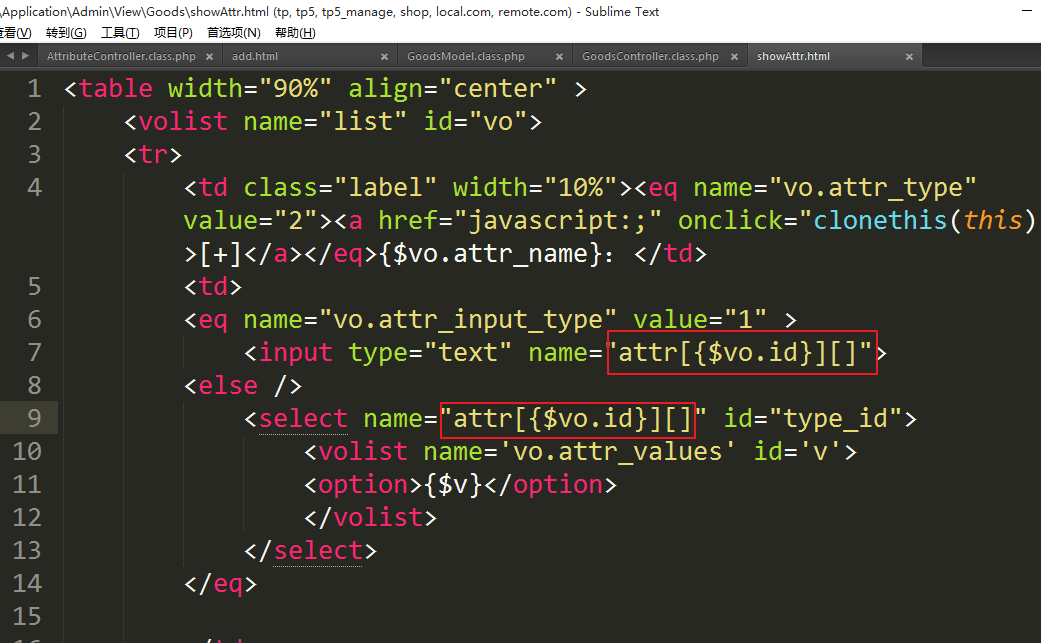 \Application\Admin\View\Goods\showAttr.html (tp, tp5, tp5_manage, shop, local.com, remote.com) - Sublime Text
查看(V) 转到(G) 工具(T) 项目(P) 首选项(N) 帮助(H)
AttributeController.class.php × add.html × GoodsModel.class.php × GoodsController.class.php × showAttr.html ×
1 <table width="90%" align="center" >
2 <volist name="list" id="vo">
3 <tr>
4 <td class="label" width="10%"><eq name="vo.attr_type"
value="2"><a href="javascript:;" onclick="clonethis(this)
>[+]</a></eq>{$vo.attr_name}: </td>
5 <td>
6 <eq name="vo.attr_input_type" value="1" >
7 <input type="text" name="attr[{$vo.id}][]">
8 <else />
9 <select name="attr[{$vo.id}][]" id="type_id">
10 <volist name='vo.attr_values' id='v'>
11 <option>{$v}</option>
12 </volist>
13 </select>
14 </eq>
15